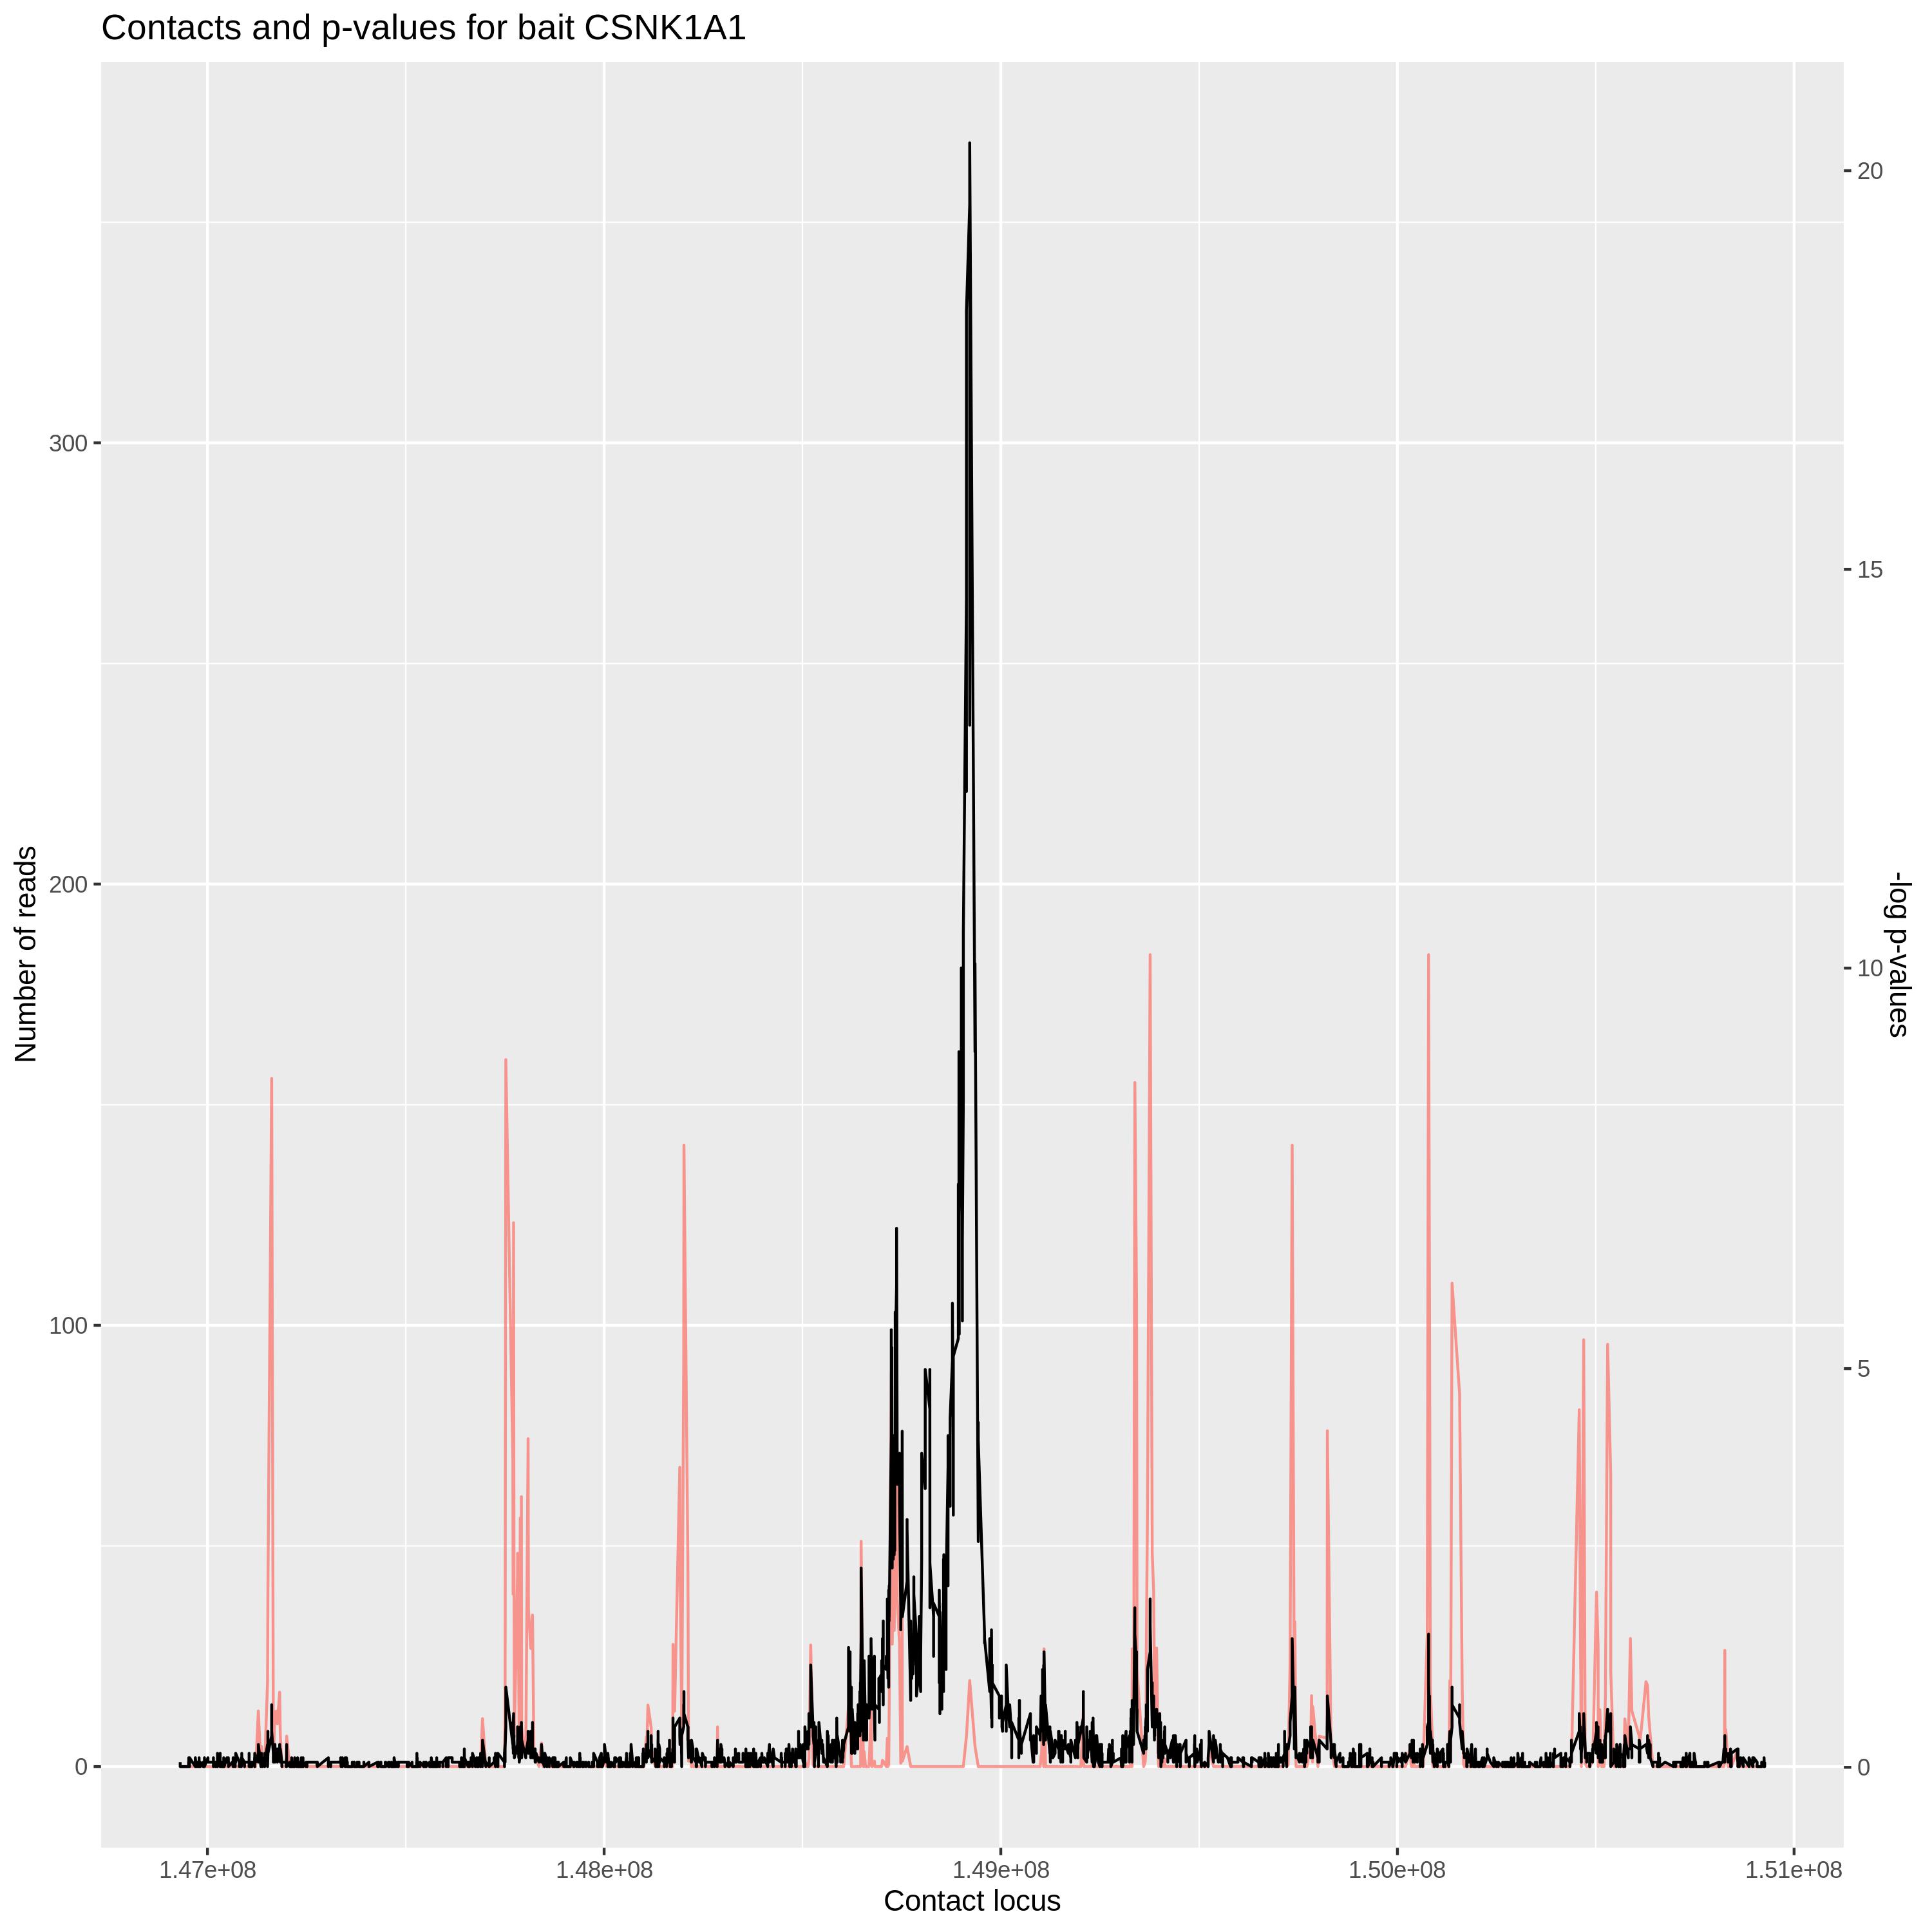 Contacts and p-values for bait CSNK1A1
Number of reads
300
200
100
0
20
15
10
5
0
-log p-values
1.47e+08 1.48e+08 1.49e+08 1.50e+08 1.51e+08
Contact locus